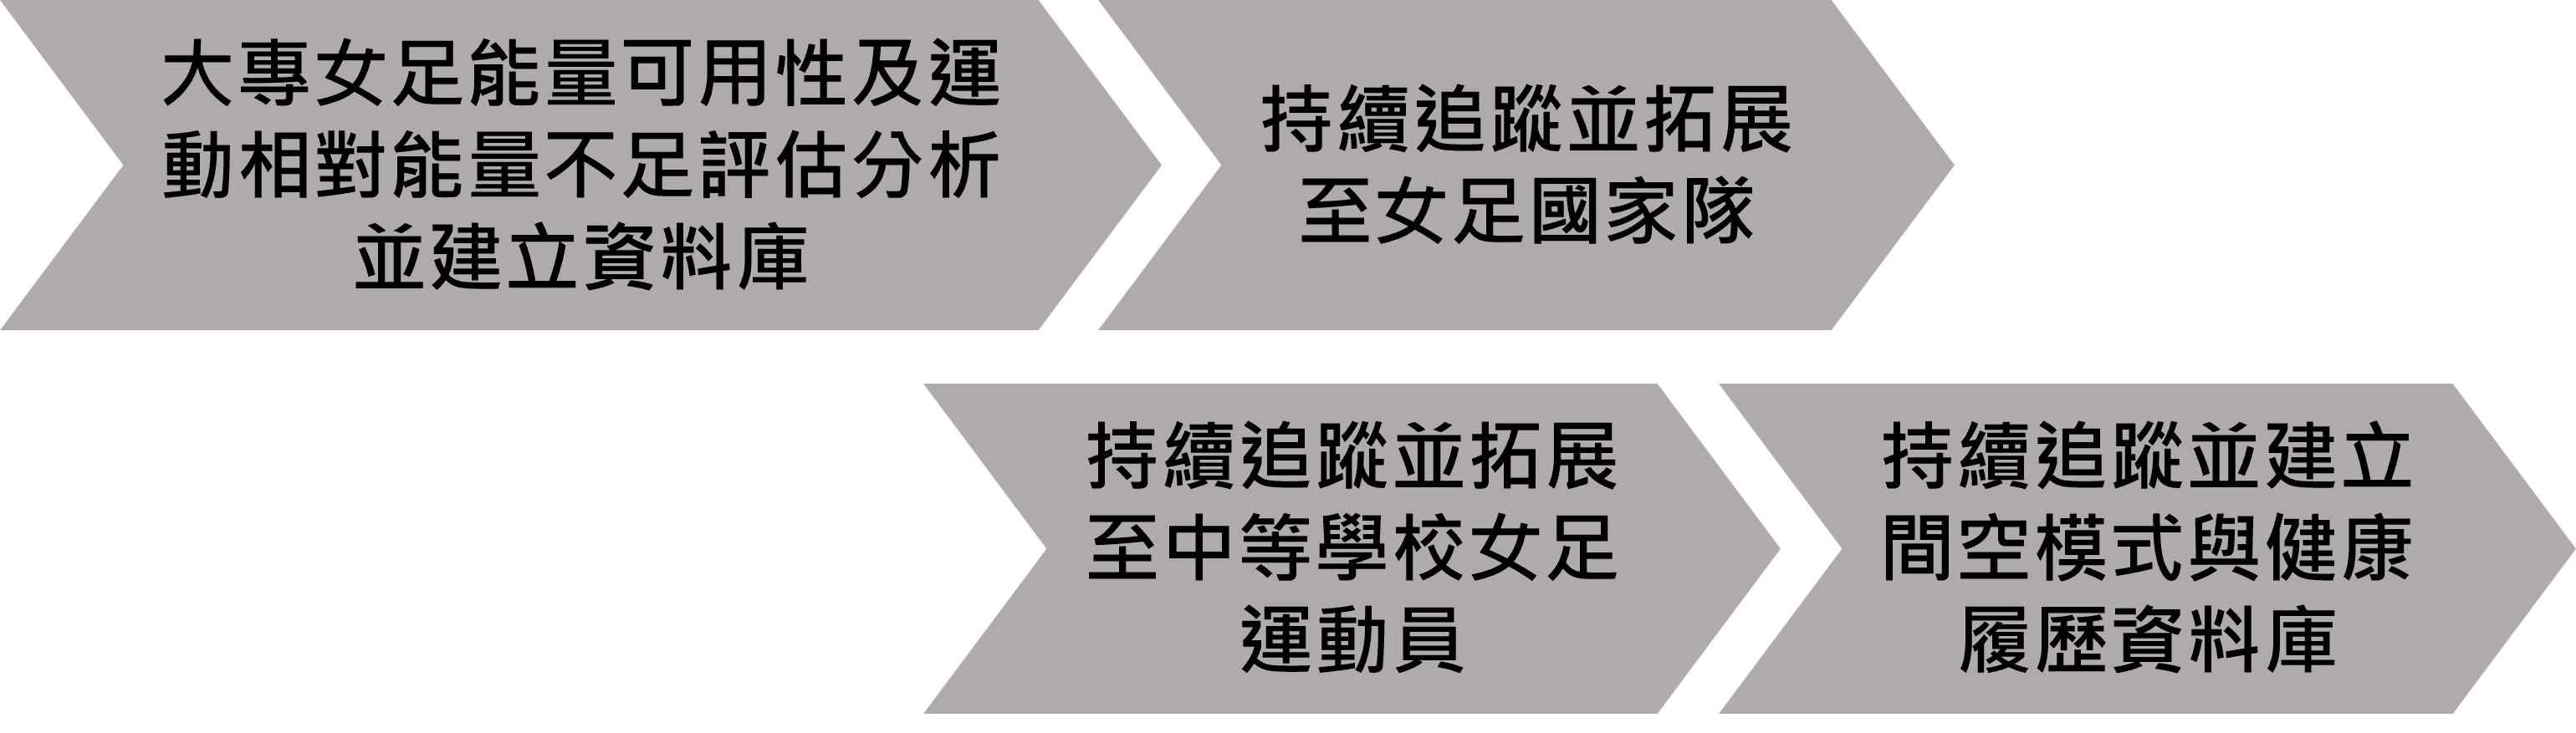 大專女足能量可用性及運
動相對能量不足評估分析
並建立資料庫
持續追蹤並拓展
至女足國家隊
持續追蹤並拓展
至中等學校女足
運動員
持續追蹤並建立
間空模式與健康
履歷資料庫